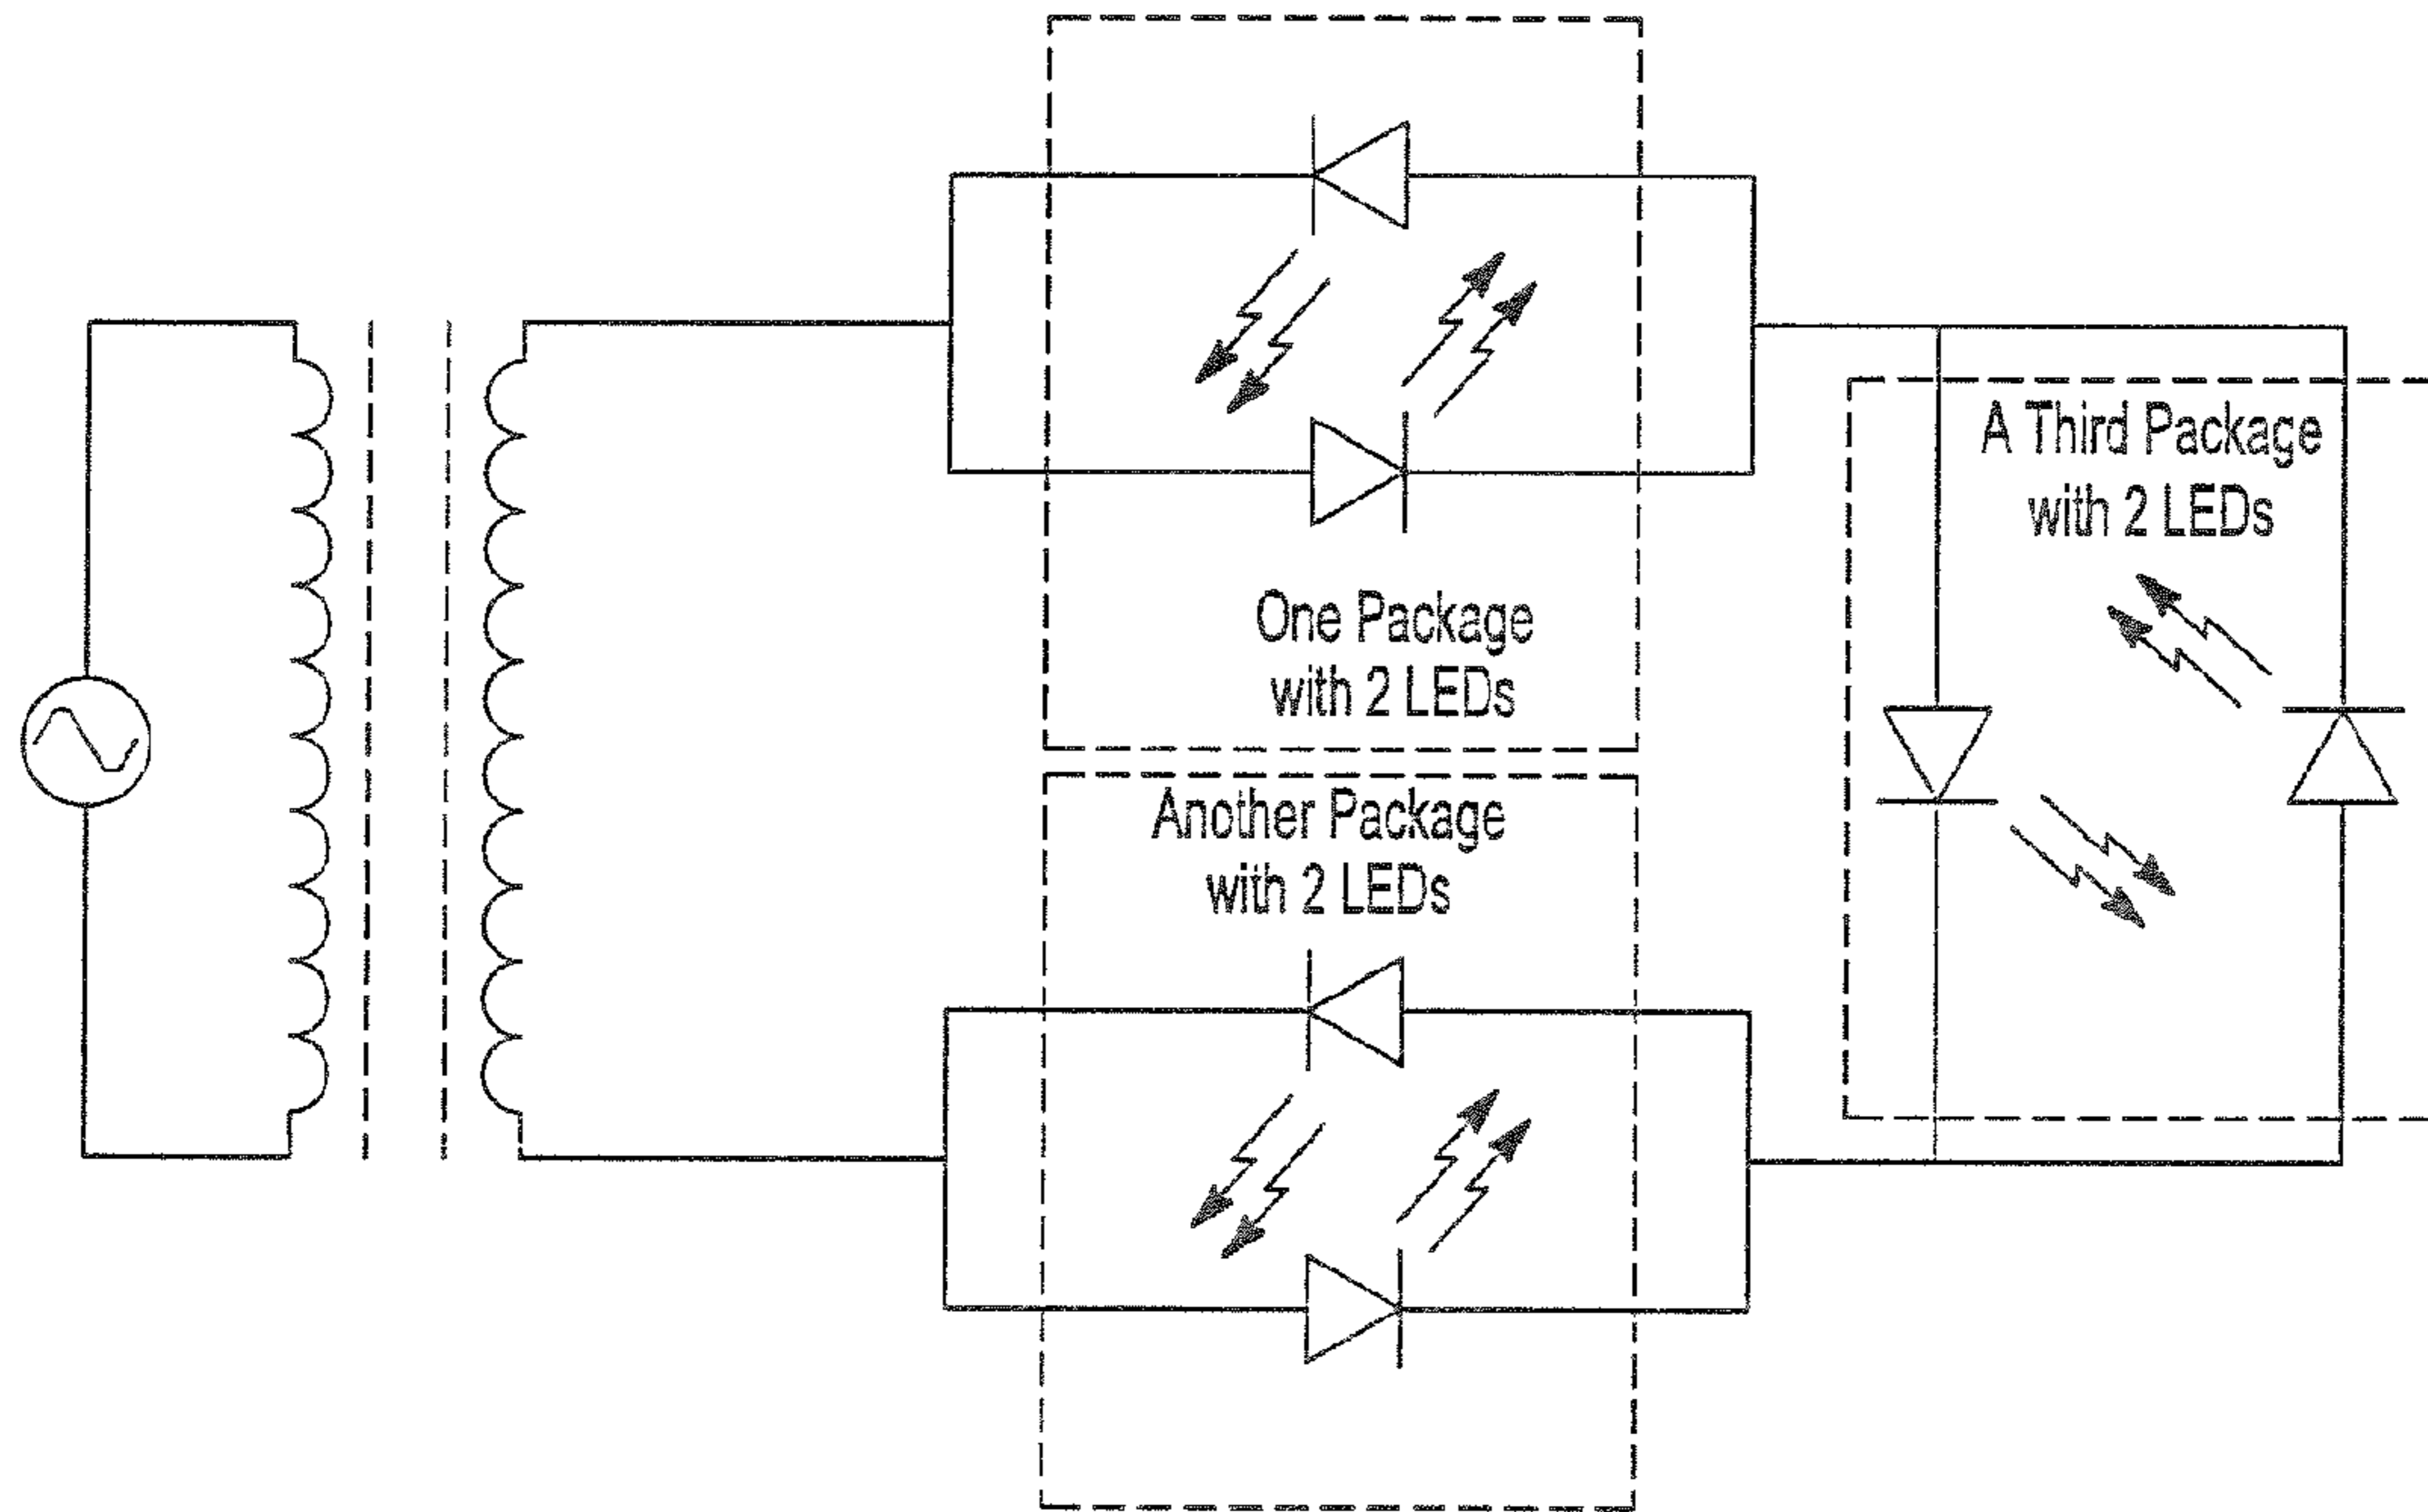 One Package
with 2 LEDs
Another Package
with 2 LEDs
A Third Package
with 2 LEDs